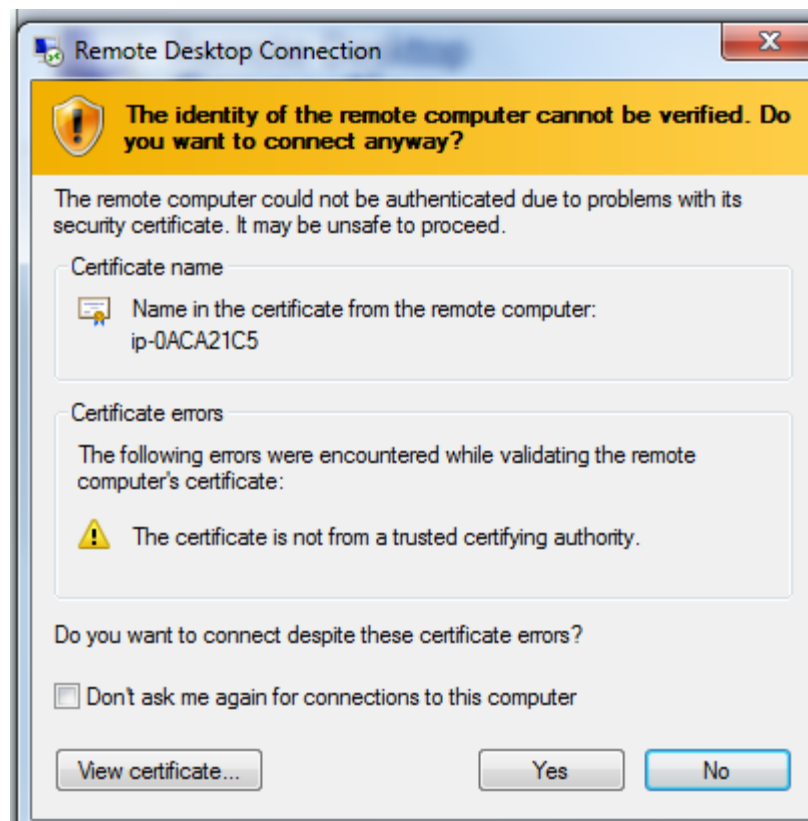 Remote Desktop Connection
The identity of the remote computer cannot be verified. Do
you want to connect anyway?
The remote computer could not be authenticated due to problems with its
security certificate. It may be unsafe to proceed.
Certificate name
Name in the certificate from the remote computer:
ip-0ACA21C5
Certificate errors
The following errors were encountered while validating the remote
computer's certificate:
The certificate is not from a trusted certifying authority.
Do you want to connect despite these certificate errors?
Don't ask me again for connections to this computer
View certificate...
Yes
No